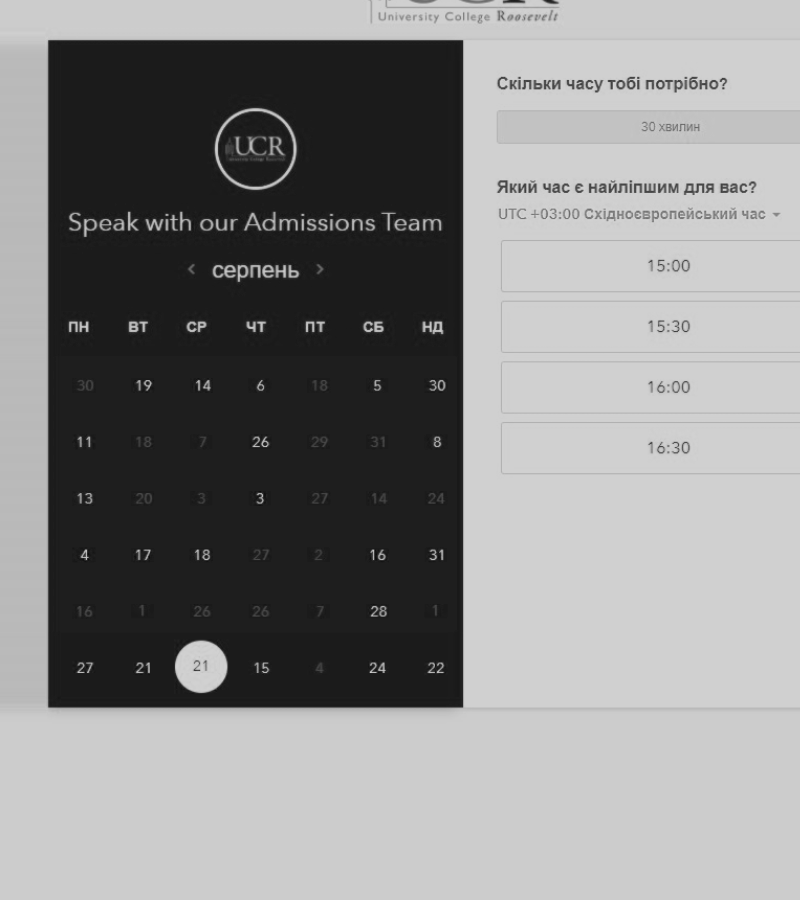 University College Roosevelt
UCR
Speak with our Admissions Team
серпень
ПН ВТ СР ЧТ ПТ СБ НД
30 19 14 6 18 5 30
11 18 7 26 29 31 8
13 20 3 3 27 14 24
4 17 18 27 2 16 31
16 1 26 26 7 28 1
27 21 21 15 4 24 22
Скільки часу тобі потрібно?
30 хвилин
Який час є найліпшим для вас?
UTC +03:00 Східноєвропейський час
15:00
15:30
16:00
16:30